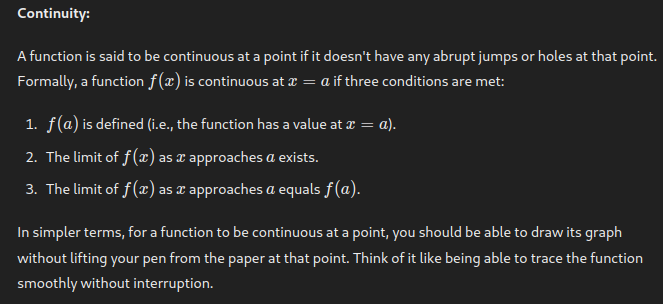 Continuity:
A function is said to be continuous at a point if it doesn't have any abrupt jumps or holes at that point.
Formally, a function f(x) is continuous at x = a if three conditions are met:
1. f(a) is defined (i.e., the function has a value at x = a).
2. The limit of f(x) as x approaches a exists.
3. The limit of f(x) as x approaches a equals f(a).
In simpler terms, for a function to be continuous at a point, you should be able to draw its graph
without lifting your pen from the paper at that point. Think of it like being able to trace the function
smoothly without interruption.